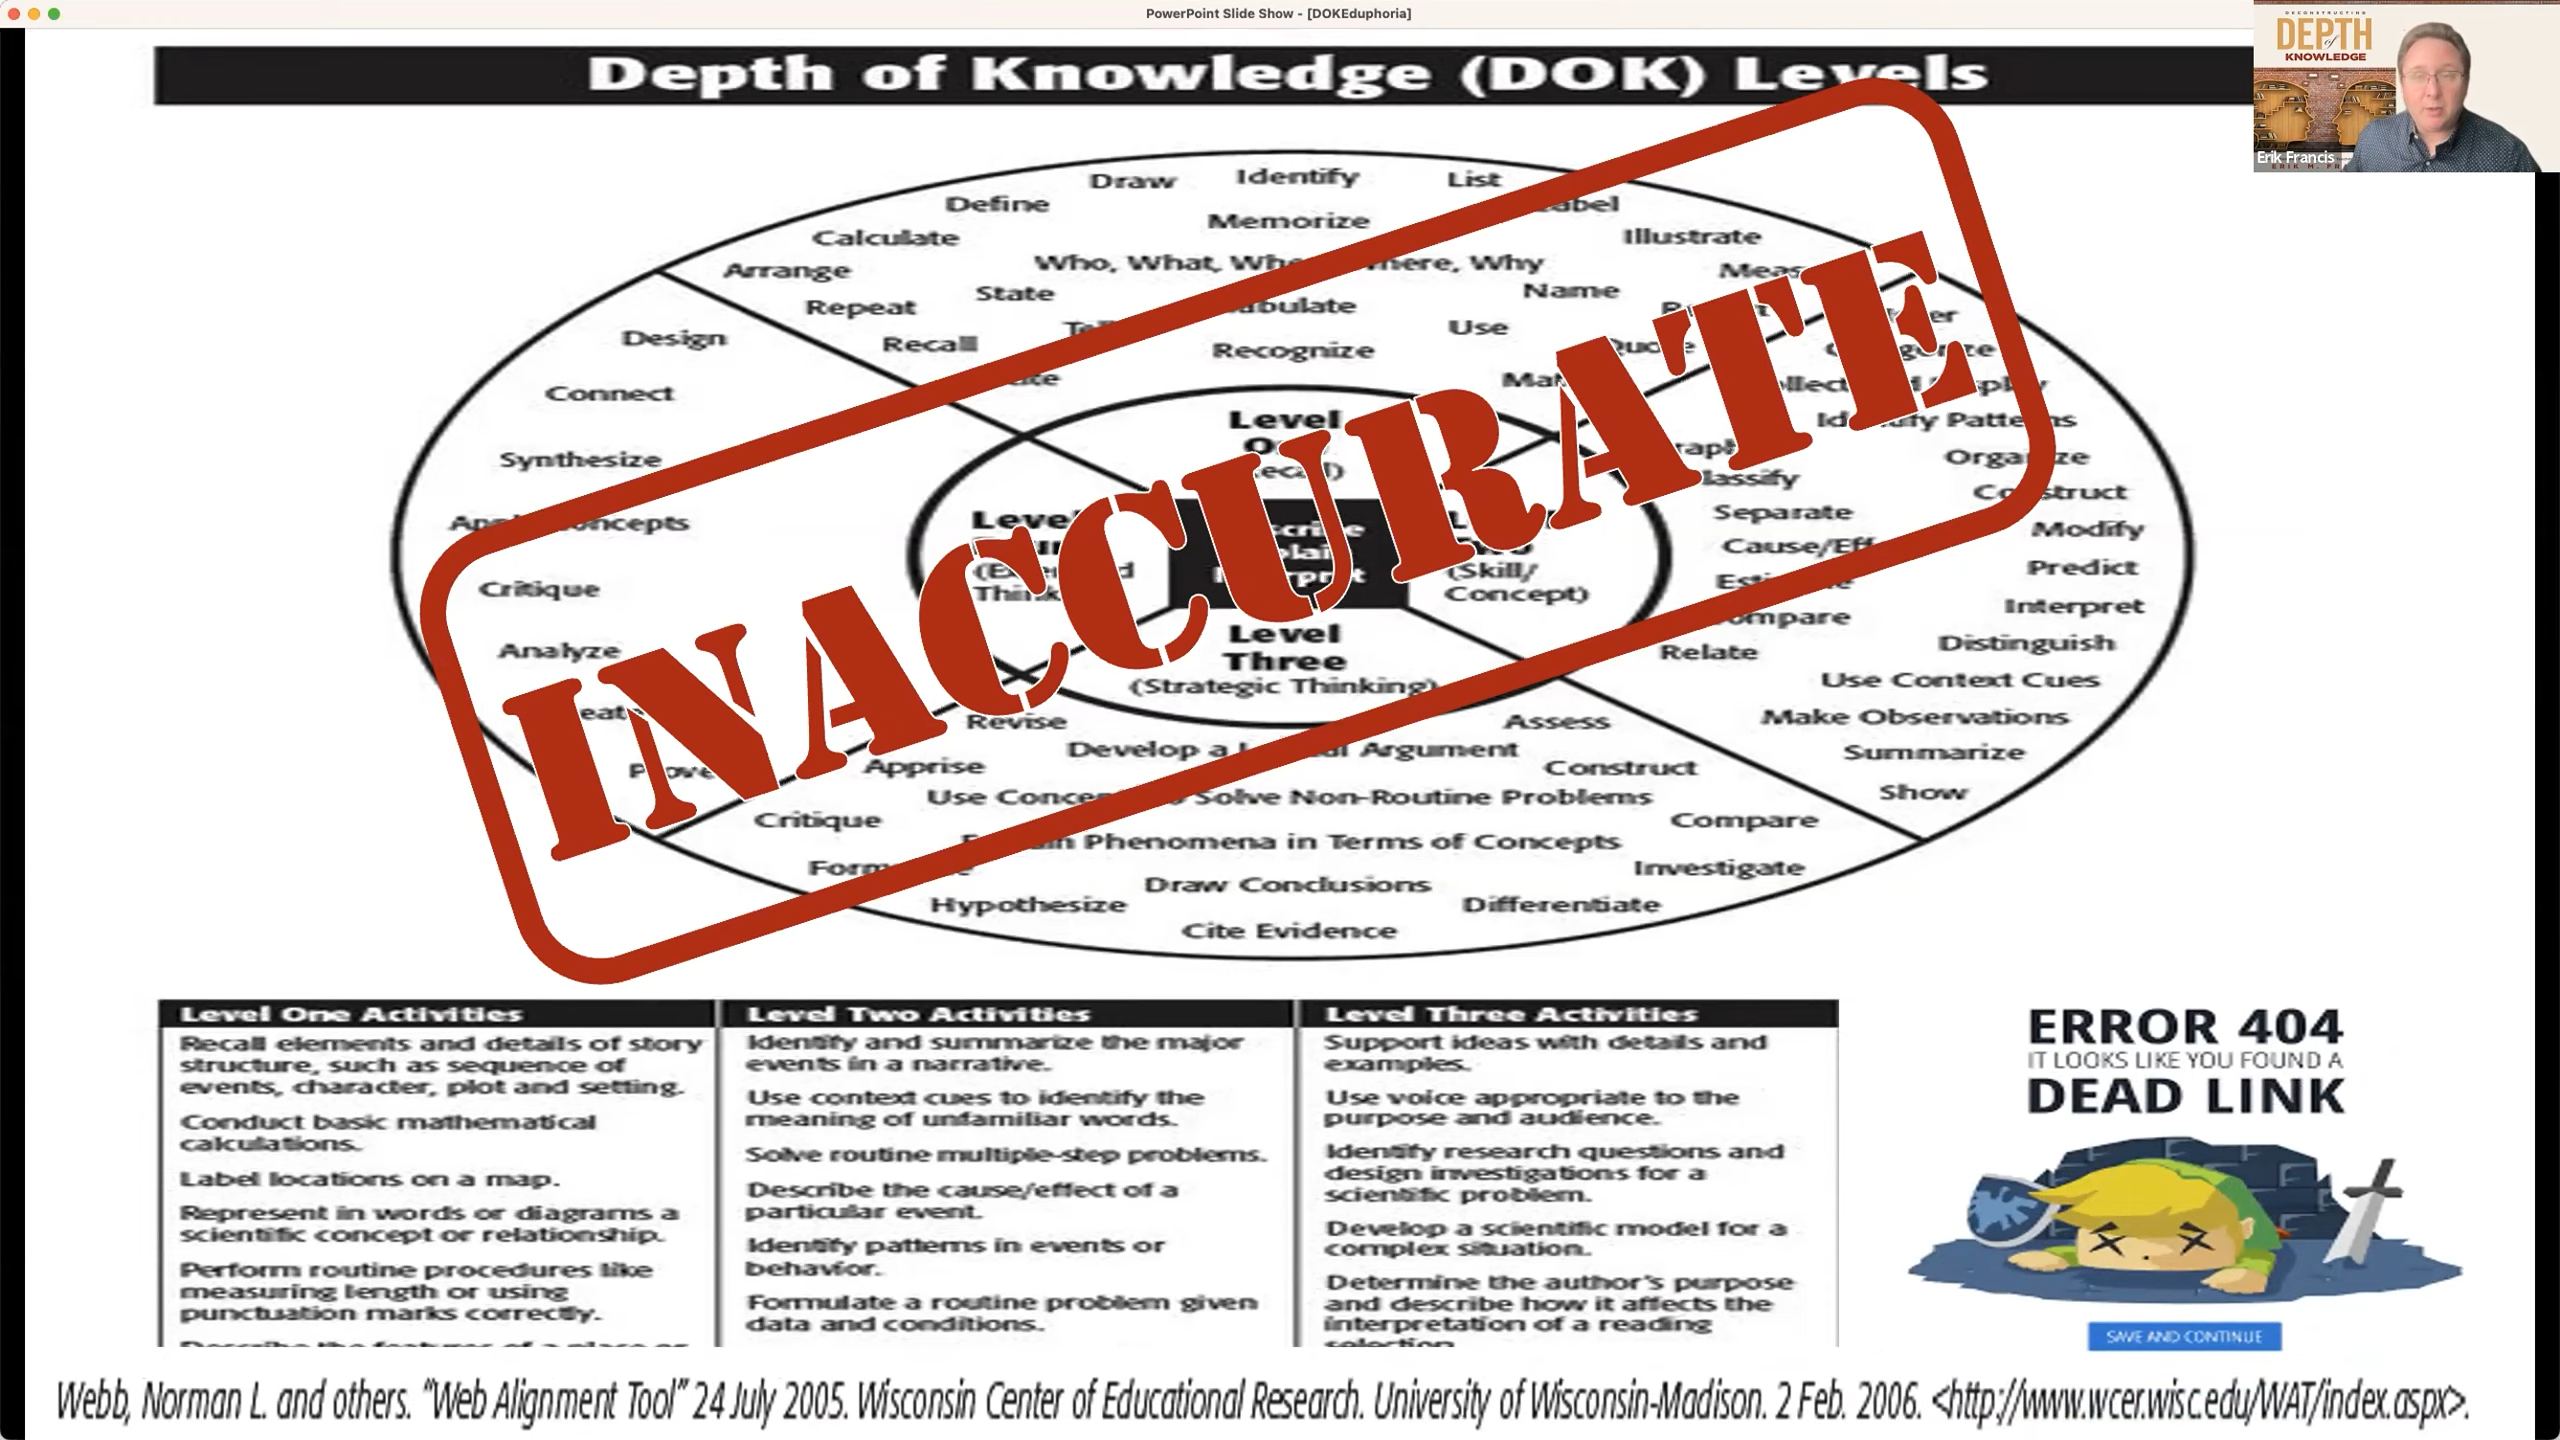 PowerPoint Slide Show - [DOKEduphoria]
DECONSTRUCTING
DEPTH
of
KNOWLEDGE
Erik Francis
Depth of Knowledge (DOK) Levels
Draw
Identify
List
Define
Memorize
Calculate
Illustrate
Arrange
Who, What,
Why
State
Name
Repeat
Use
Recall
Recognize
Design
Connect
Synthesize
Critique
Analyze
INACCURATE
Level
(Skill/
Concept)
Level
Three
(Strategic Thinking)
Identify Patterns
Organize
Construct
Classify
Separate
Modify
Predict
Interpret
Relate
Distinguish
Use Context Cues
Make Observations
Summarize
Show
Revise
Assess
Develop a
Argument
Apprise
Construct
Solve Non-Routine Problems
Critique
Compare
Phenomena in Terms of Concepts
Investigate
Draw Conclusions
Hypothesize
Differentiate
Cite Evidence
Level One Activities
Recall elements and details of story
structure, such as sequence of
events, character, plot and setting.
Conduct basic mathematical
calculations.
Label locations on a map.
Represent in words or diagrams a
scientific concept or relationship.
Perform routine procedures like
measuring length or using
punctuation marks correctly.
Level Two Activities
Identify and summarize the major
events in a narrative.
Use context cues to identify the
meaning of unfamiliar words.
Solve routine multiple-step problems.
Describe the cause/effect of a
particular event.
Identify patterns in events or
behavior.
Formulate a routine problem given
data and conditions.
Level Three Activities
Support ideas with details and
examples.
Use voice appropriate to the
purpose and audience.
Identify research questions and
design investigations for a
scientific problem.
Develop a scientific model for a
complex situation.
Determine the author's purpose
and describe how it affects the
interpretation of a reading
ERROR 404
IT LOOKS LIKE YOU FOUND A
DEAD LINK
SAVE AND CONTINUE
Webb, Norman L. and others. "Web Alignment Tool" 24 July 2005. Wisconsin Center of Educational Research. University of Wisconsin-Madison. 2 Feb. 2006. <http://www.wcer.wisc.edu/WAT/index.aspx>.